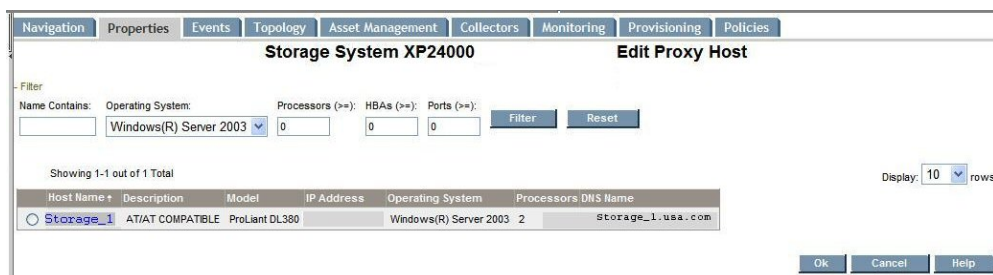 Navigation Properties Events Topology Asset Management Collectors Monitoring Provisioning Policies
Storage System XP24000 Edit Proxy Host
- Filter
Name Contains: Operating System: Processors (>=): HBAs (>=): Ports (>=):
Windows(R) Server 2003 0 0 0 Filter Reset
Showing 1-1 out of 1 Total Display: 10 rows
Host Name ↑ Description Model IP Address Operating System Processors DNS Name
Storage_1 AT/AT COMPATIBLE ProLiant DL380 Windows(R) Server 2003 2 Storage_1.usa.com
Ok Cancel Help